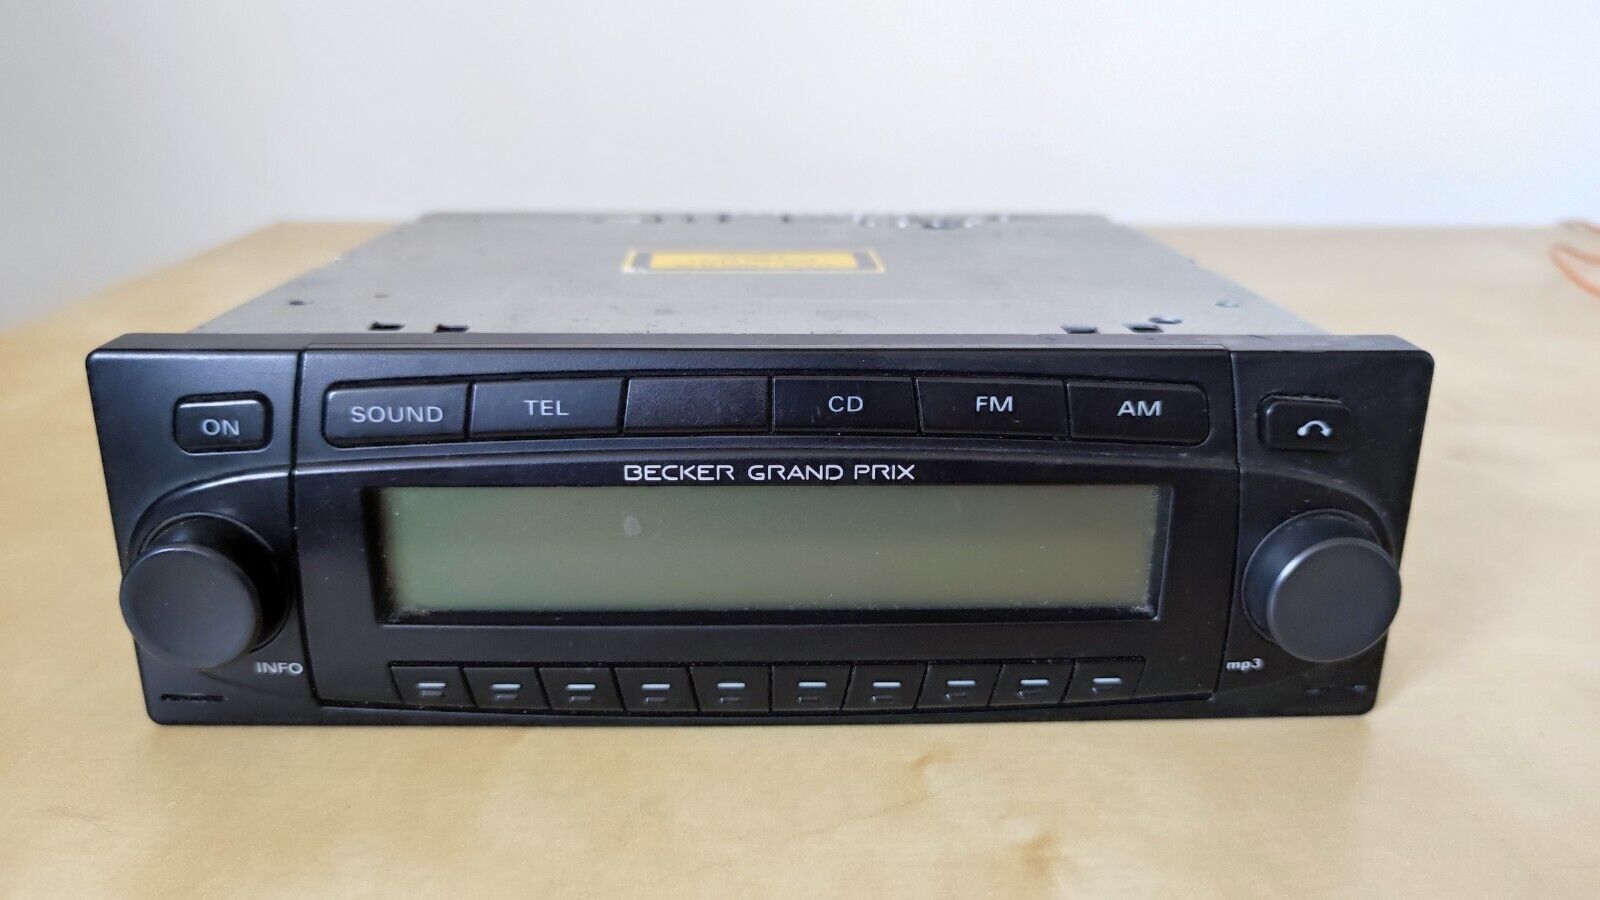 ON
SOUND
TEL
CD
FM
AM
BECKER GRAND PRIX
INFO
mp3